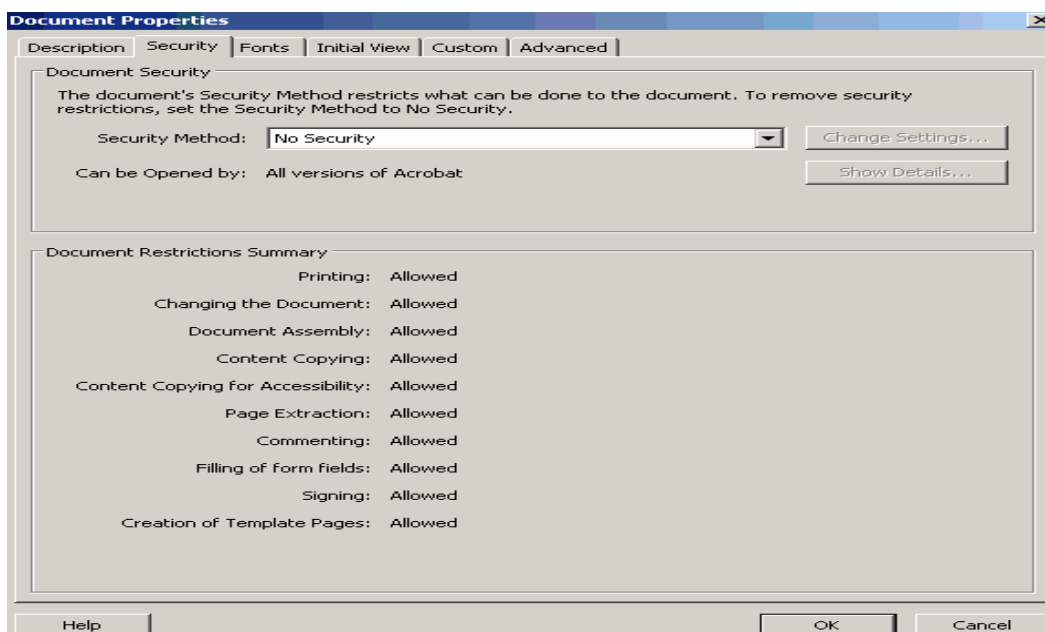 Document Properties
Description Security Fonts Initial View Custom Advanced
Document Security
The document's Security Method restricts what can be done to the document. To remove security
restrictions, set the Security Method to No Security.
Security Method: No Security Change Settings...
Can be Opened by: All versions of Acrobat Show Details...
Document Restrictions Summary
Printing: Allowed
Changing the Document: Allowed
Document Assembly: Allowed
Content Copying: Allowed
Content Copying for Accessibility: Allowed
Page Extraction: Allowed
Commenting: Allowed
Filling of form fields: Allowed
Signing: Allowed
Creation of Template Pages: Allowed
Help OK Cancel